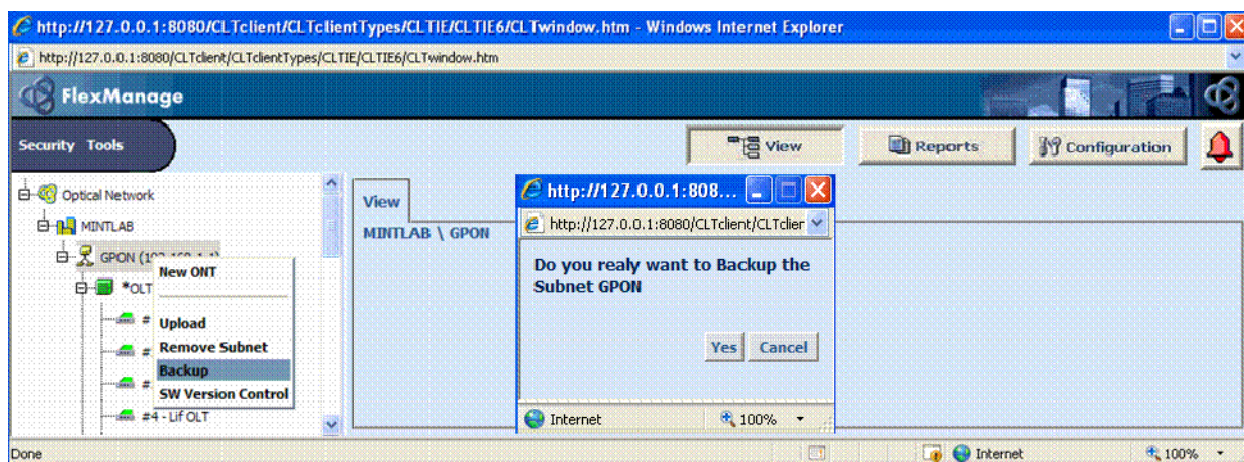 http://127.0.0.1:8080/CLTclient/CLTclientTypes/CLTIE/CLTIE6/CLTwindow.htm - Windows Internet Explorer
http://127.0.0.1:8080/CLTclient/CLTclientTypes/CLTIE/CLTIE6/CLTwindow.htm
FlexManage
Security Tools
View
Reports
Configuration
Optical Network
MINTLAB
GPON
*OLT
#
#
#
#4 - Lif OLT
New ONT
Upload
Remove Subnet
Backup
SW Version Control
View
MINTLAB \ GPON
http://127.0.0.1:808...
http://127.0.0.1:8080/CLTclient/CLTclier
Do you realy want to Backup the
Subnet GPON
Yes Cancel
Internet 100%
Done
Internet 100%